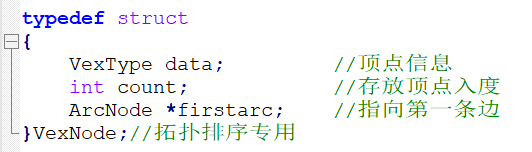 typedef struct
{
VexType data; //顶点信息
int count; //存放顶点入度
ArcNode *firstarc; //指向第一条边
}VexNode;//拓扑排序专用